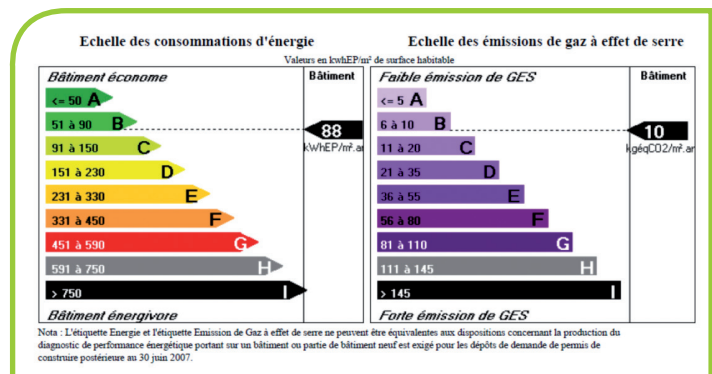 Echelle des consommations d'énergie
Echelle des émissions de gaz à effet de serre
Valeurs en kwhEP/m² de surface habitable
Bâtiment économe
Bâtiment
<= 50 A
51 à 90 B
88
kWhEP/m².an
91 à 150 C
151 à 230 D
231 à 330 E
331 à 450 F
451 à 590 G
591 à 750 H
> 750 I
Bâtiment énergivore
Faible émission de GES
Bâtiment
<= 5 A
6 à 10 B
10
kgéqCO2/m².an
11 à 20 C
21 à 35 D
36 à 55 E
56 à 80 F
81 à 110 G
111 à 145 H
> 145 I
Forte émission de GES
Nota : L'étiquette Energie et l'étiquette Emission de Gaz à effet de serre ne peuvent être équivalentes aux dispositions concernant la production du
diagnostic de performance énergétique portant sur un bâtiment ou partie de bâtiment neuf est exigé pour les dépôts de demande de permis de
construire postérieure au 30 juin 2007.